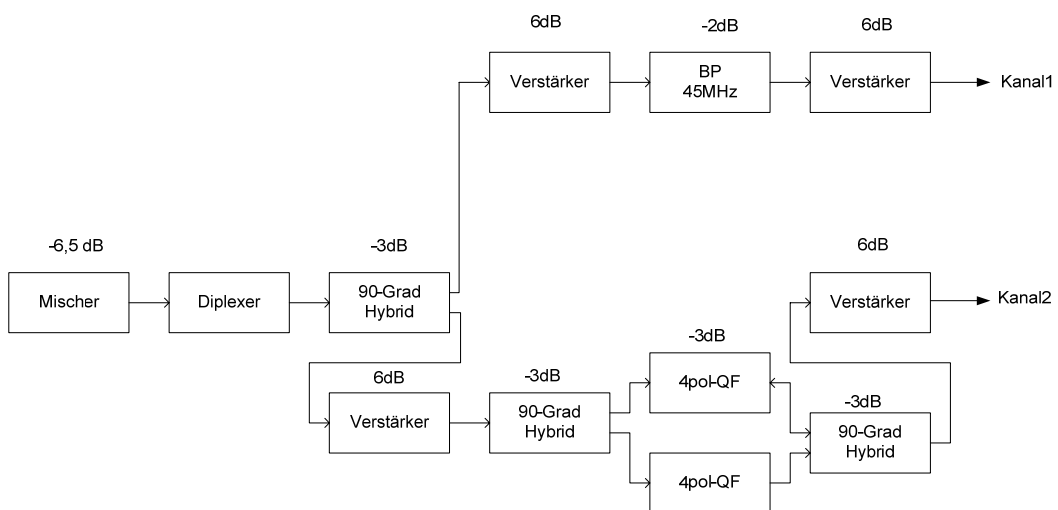 6dB
-2dB
6dB
Verstärker
BP
45MHz
Verstärker
Kanal1
-6,5 dB
-3dB
6dB
Mischer
Diplexer
90-Grad
Hybrid
Verstärker
Kanal2
-3dB
6dB
-3dB
4pol-QF
-3dB
Verstärker
90-Grad
Hybrid
90-Grad
Hybrid
4pol-QF